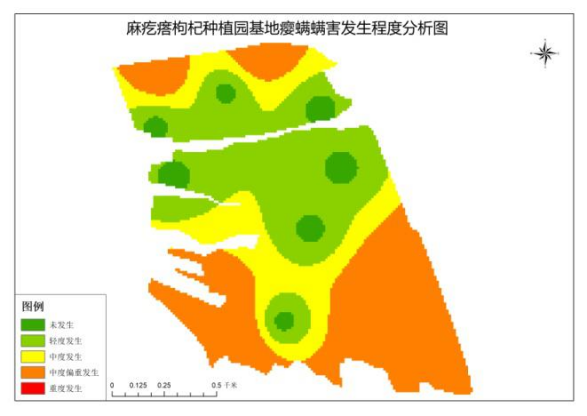 麻疙瘩枸杞种植园基地瘿螨螨害发生程度分析图
图例
未发生
轻度发生
中度发生
中度偏重发生
重度发生
0 0.125 0.25 0.5 千米